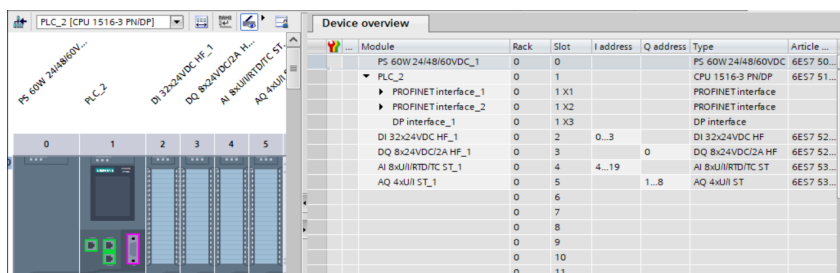 PLC_2 [CPU 1516-3 PN/DP]
Device overview
... Module Rack Slot I address Q address Type Article ...
PS 60W 24/48/60VDC_1 0 0 PS 60W 24/48/60VDC 6ES7 50...
PLC_2 0 1 CPU 1516-3 PN/DP 6ES7 51...
PROFINET interface_1 0 1 X1 PROFINET interface
PROFINET interface_2 0 1 X2 PROFINET interface
DP interface_1 0 1 X3 DP interface
DI 32x24VDC HF_1 0 2 0...3 DI 32x24VDC HF 6ES7 52...
DQ 8x24VDC/2A HF_1 0 3 0 DQ 8x24VDC/2A HF 6ES7 52...
AI 8xU/I/RTD/TC ST_1 0 4 4...19 AI 8xU/I/RTD/TC ST 6ES7 53...
AQ 4xU/I ST_1 0 5 1...8 AQ 4xU/I ST 6ES7 53...
0 6
0 7
0 8
0 9
0 10
0 11
PS 60W 24/48/60V...
PLC_2
DI 32x24VDC HF_1
DQ 8x24VDC/2A H...
AI 8xU/I/RTD/TC ST...
AQ 4xU/I
0 1 2 3 4 5
SIEMENS